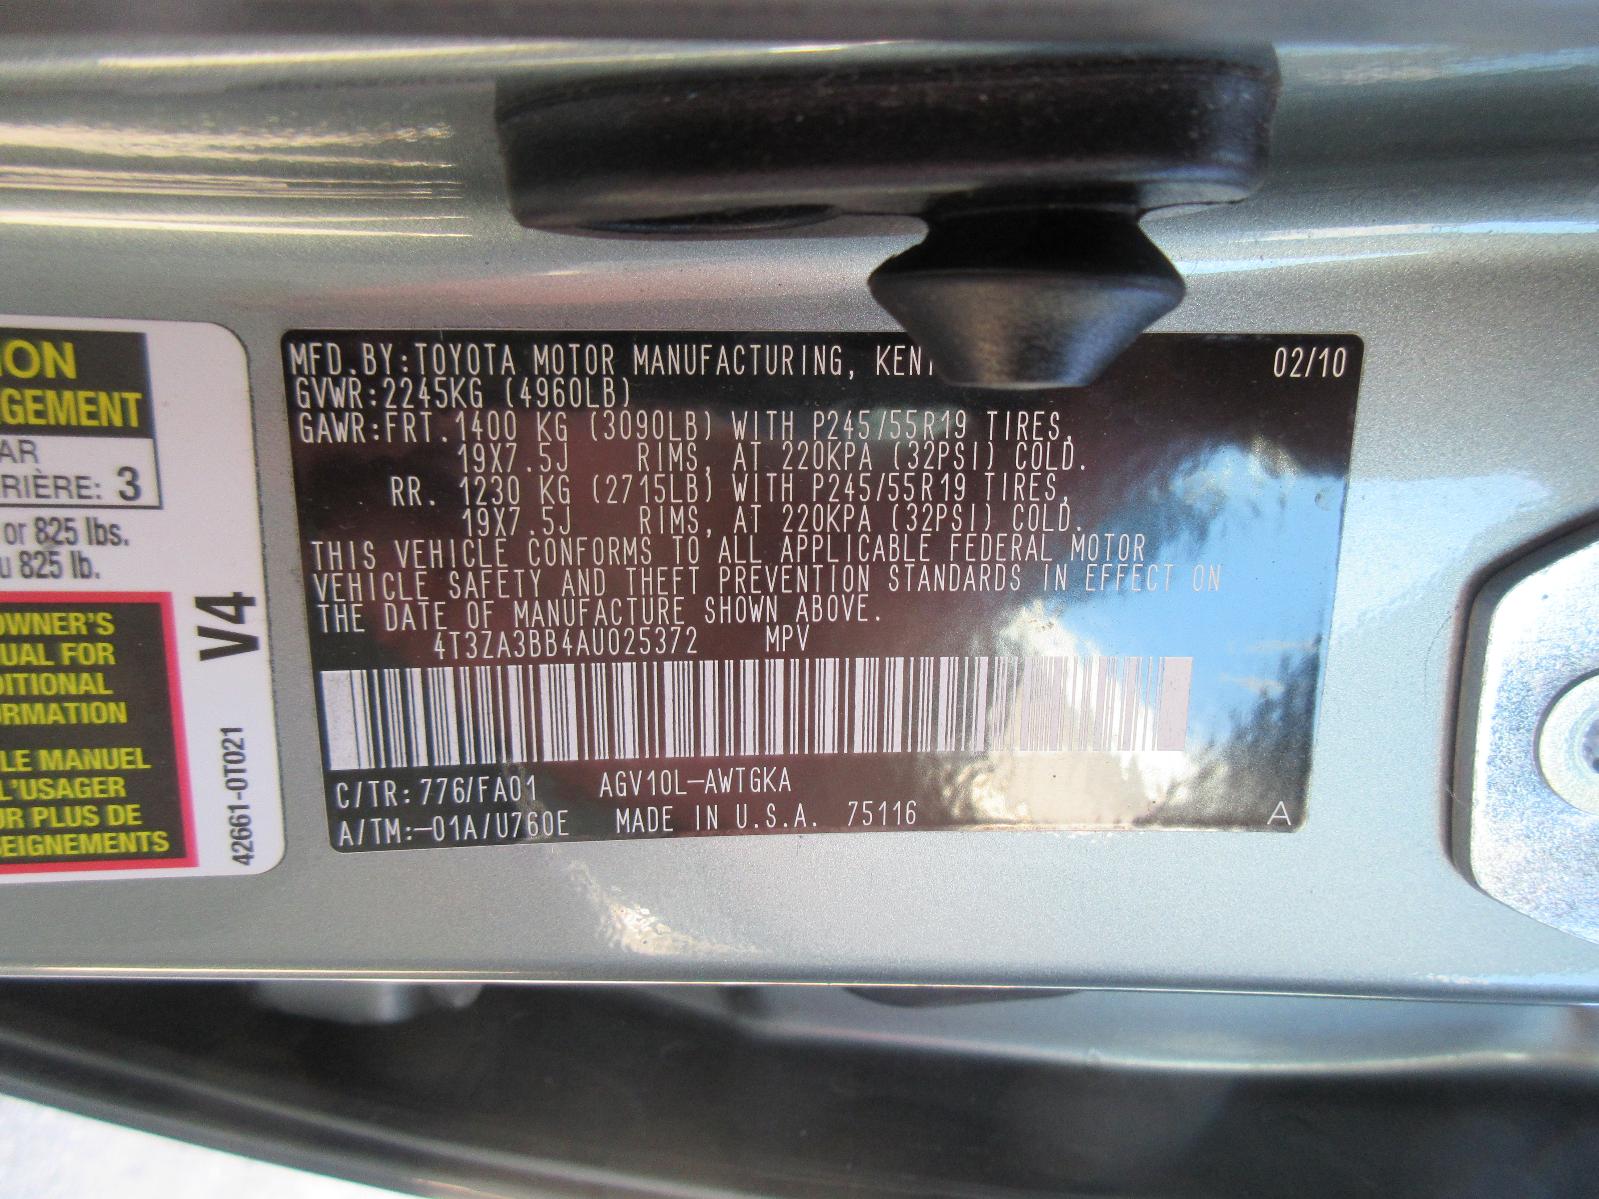 ION
GEMENT
AR
RIÈRE: 3
or 825 lbs.
u 825 lb.
OWNER'S
UAL FOR
DITIONAL
RMATION
LE MANUEL
L'USAGER
UR PLUS DE
SEIGNEMENTS
V4
42661-0T021
MFD.BY:TOYOTA MOTOR MANUFACTURING, KENT 02/10
GVWR:2245KG (4960LB)
GAWR:FRT.1400 KG (3090LB) WITH P245/55R19 TIRES,
19X7.5J RIMS, AT 220KPA (32PSI) COLD.
RR. 1230 KG (2715LB) WITH P245/55R19 TIRES,
19X7.5J RIMS, AT 220KPA (32PSI) COLD.
THIS VEHICLE CONFORMS TO ALL APPLICABLE FEDERAL MOTOR
VEHICLE SAFETY AND THEFT PREVENTION STANDARDS IN EFFECT ON
THE DATE OF MANUFACTURE SHOWN ABOVE.
4T3ZA3BB4AU025372 MPV
C/TR:776/FA01 AGV10L-AWTGKA
A/TM:-01A/U760E MADE IN U.S.A. 75116 A